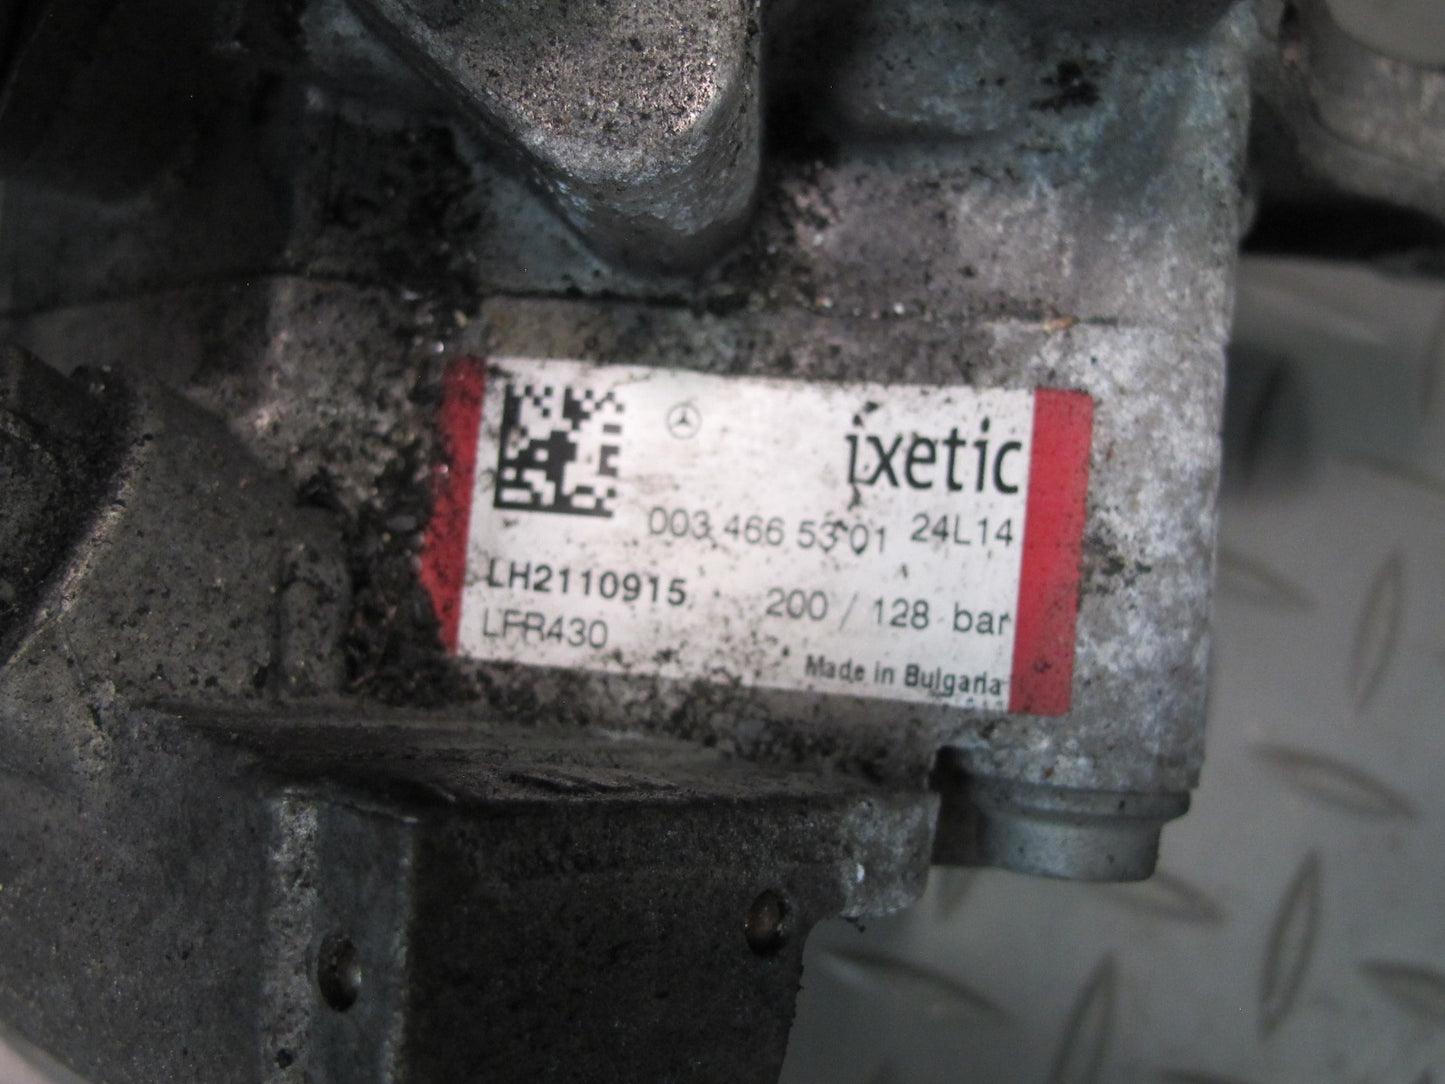 ixetic
003 466 53 01 24L14
LH2110915 200 / 128 bar
LFR430
Made in Bulgaria